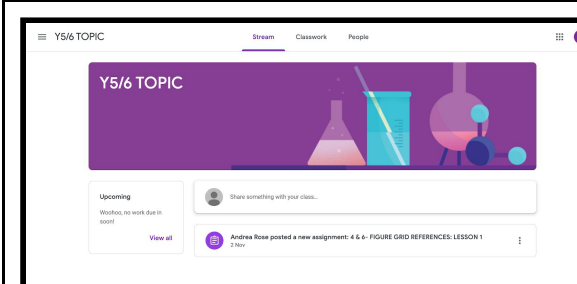 Y5/6 TOPIC
Stream Classwork People
Y5/6 TOPIC
Upcoming
Woohoo, no work due in
soon!
View all
Share something with your class...
Andrea Rose posted a new assignment: 4 & 6- FIGURE GRID REFERENCES: LESSON 1
2 Nov